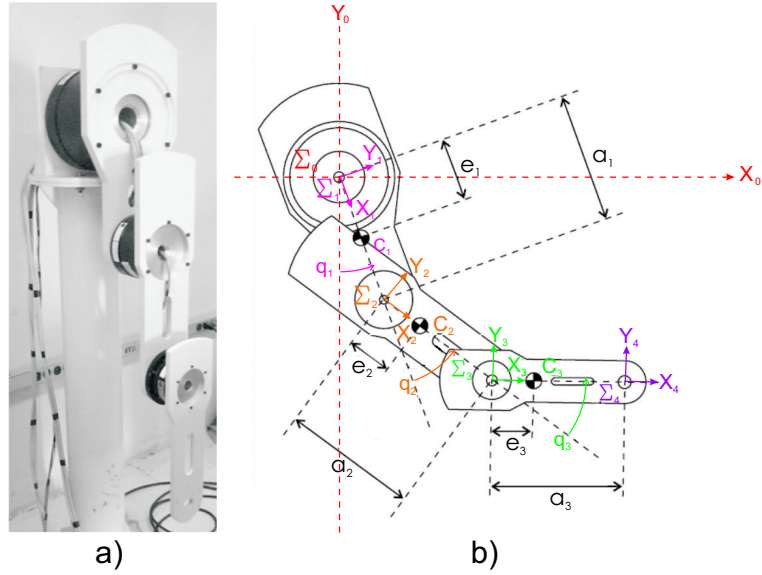 Y₀
X₀
Σ₀
Y₁
Σ₁
X₁
e₁
a₁
C₁
q₁
Y₂
Σ₂
X₂
C₂
e₂
q₂
a₂
Y₃
X₃
Σ₃
C₃
Y₄
X₄
Σ₄
q₃
e₃
a₃
a)
b)